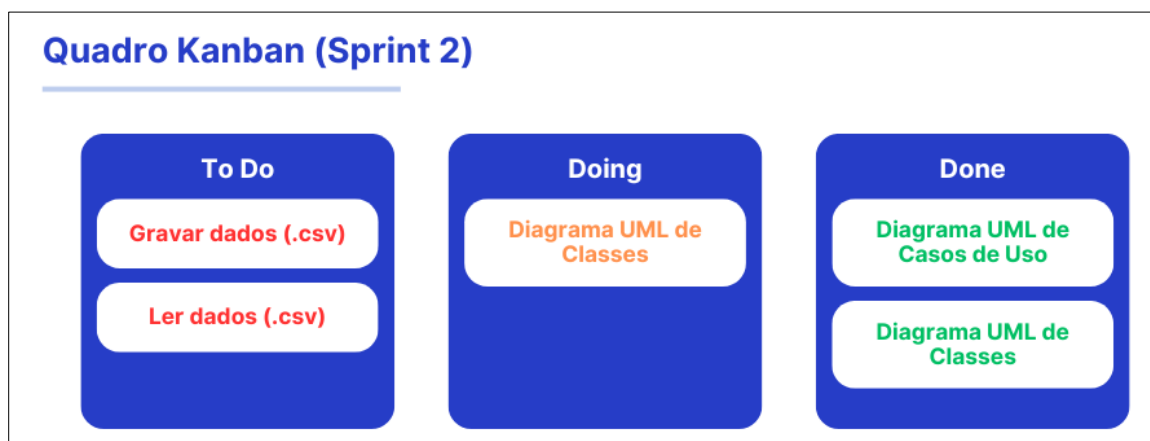 Quadro Kanban (Sprint 2)
To Do
Gravar dados (.csv)
Ler dados (.csv)
Doing
Diagrama UML de
Classes
Done
Diagrama UML de
Casos de Uso
Diagrama UML de
Classes